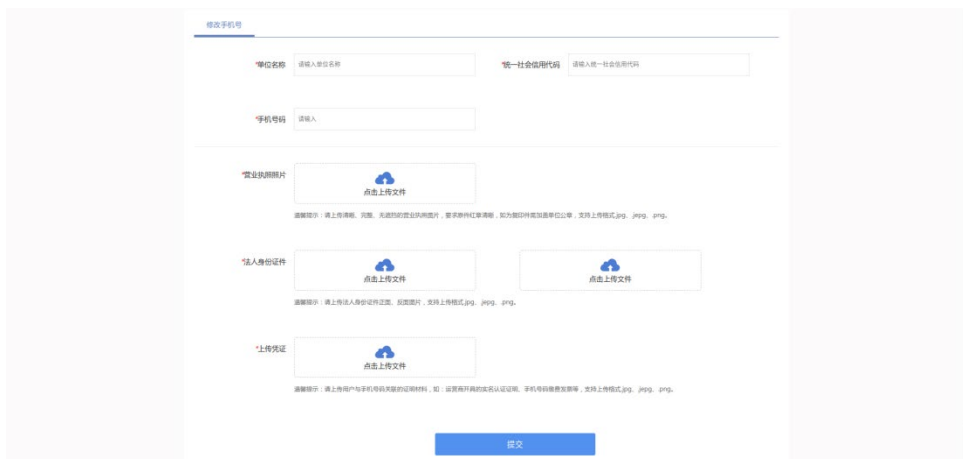 修改手机号
*单位名称 请输入单位名称 *统一社会信用代码 请输入统一社会信用代码
*手机号码 请输入
*营业执照照片
点击上传文件
温馨提示：请上传清晰、完整、无遮挡的营业执照图片，要求原件红章清晰，如为复印件需加盖单位公章，支持上传格式.jpg、.jepg、.png。
*法人身份证件
点击上传文件 点击上传文件
温馨提示：请上传法人身份证件正面、反面图片，支持上传格式.jpg、.jepg、.png。
*上传凭证
点击上传文件
温馨提示：请上传用户与手机号码关联的证明材料，如：运营商开具的实名认证证明、手机号码缴费发票等，支持上传格式.jpg、.jepg、.png。
提交